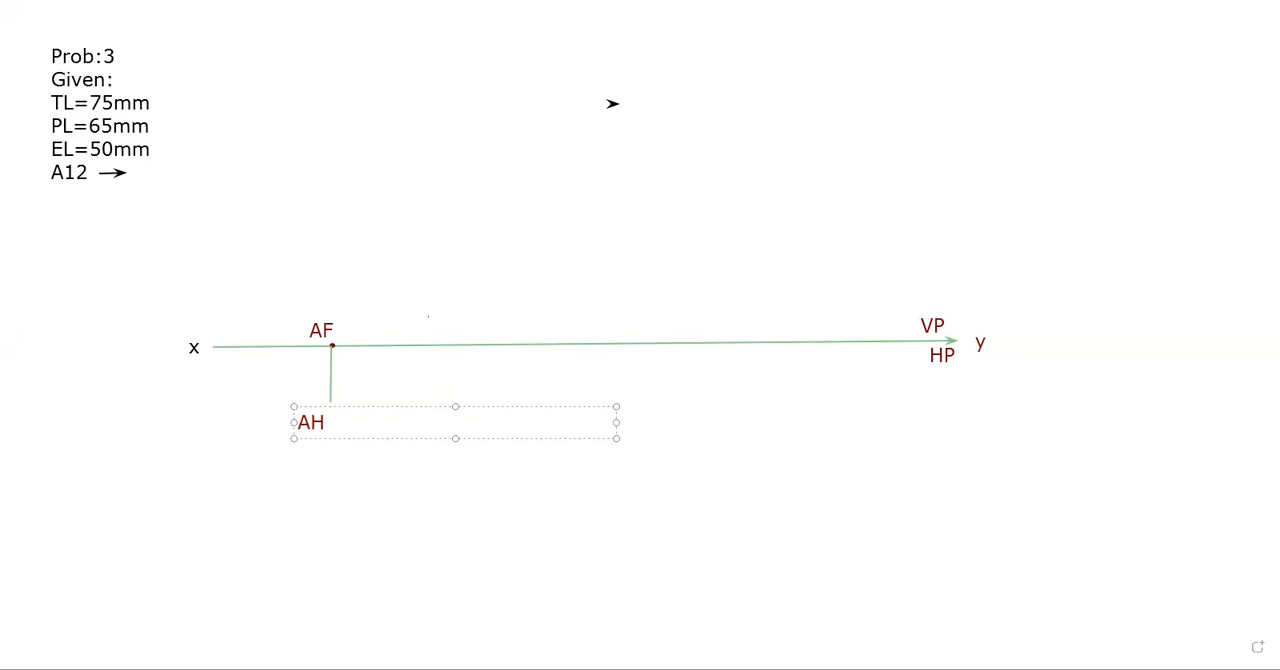 Prob:3
Given:
TL=75mm
PL=65mm
EL=50mm
A12 →
AF
VP
x
y
HP
AH